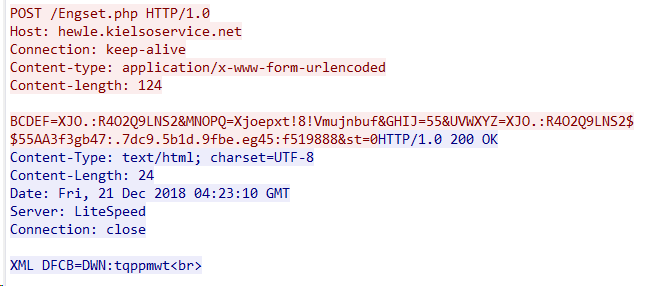 POST /Engset.php HTTP/1.0
Host: hewle.kielsoservice.net
Connection: keep-alive
Content-type: application/x-www-form-urlencoded
Content-length: 124

BCDEF=XJO.:R4O2Q9LNS2&MNOPQ=Xjoepxt!8!Vmujnbuf&GHIJ=55&UVWXYZ=XJO.:R4O2Q9LNS2$
$55AA3f3gb47:.7dc9.5b1d.9fbe.eg45:f519888&st=0HTTP/1.0 200 OK
Content-Type: text/html; charset=UTF-8
Content-Length: 24
Date: Fri, 21 Dec 2018 04:23:10 GMT
Server: LiteSpeed
Connection: close

XML DFCB=DWN:tqppmwt<br>